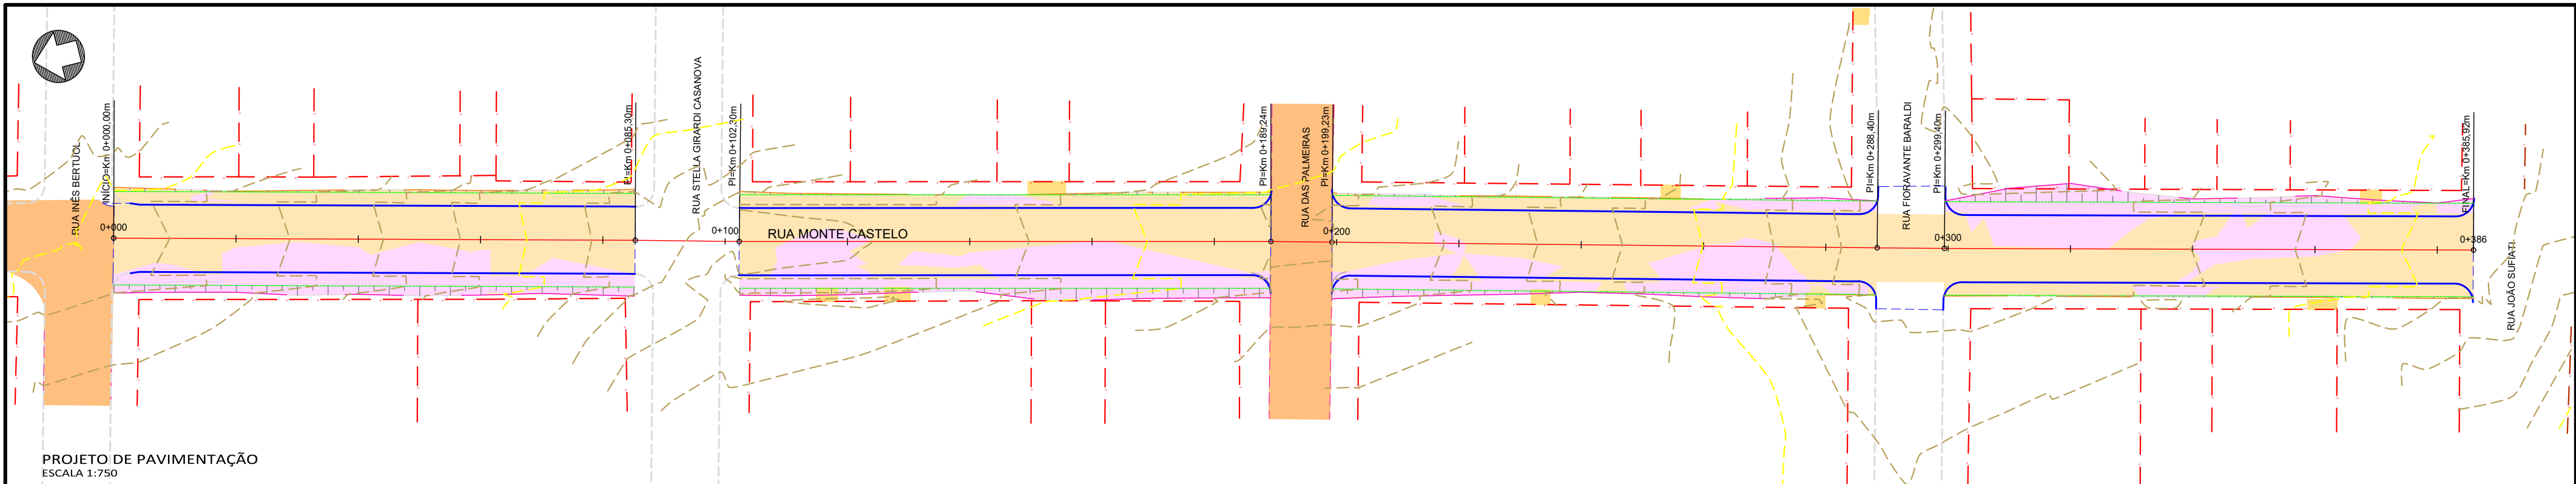 RUA INÊS BERTUOL
INÍCIO=Km 0+000,00m
0+000
PI=Km 0+085,30m
RUA STELLA GIRARDI CASANOVA
PI=Km 0+102,30m
0+100
RUA MONTE CASTELO
PI=Km 0+189,24m
RUA DAS PALMEIRAS
PI=Km 0+199,23m
0+200
PI=Km 0+288,40m
RUA FIORAVANTE BARALDI
PI=Km 0+299,40m
0+300
FINAL=Km 0+385,92m
0+386
RUA JOÃO SUFIATI
PROJETO DE PAVIMENTAÇÃO
ESCALA 1:750